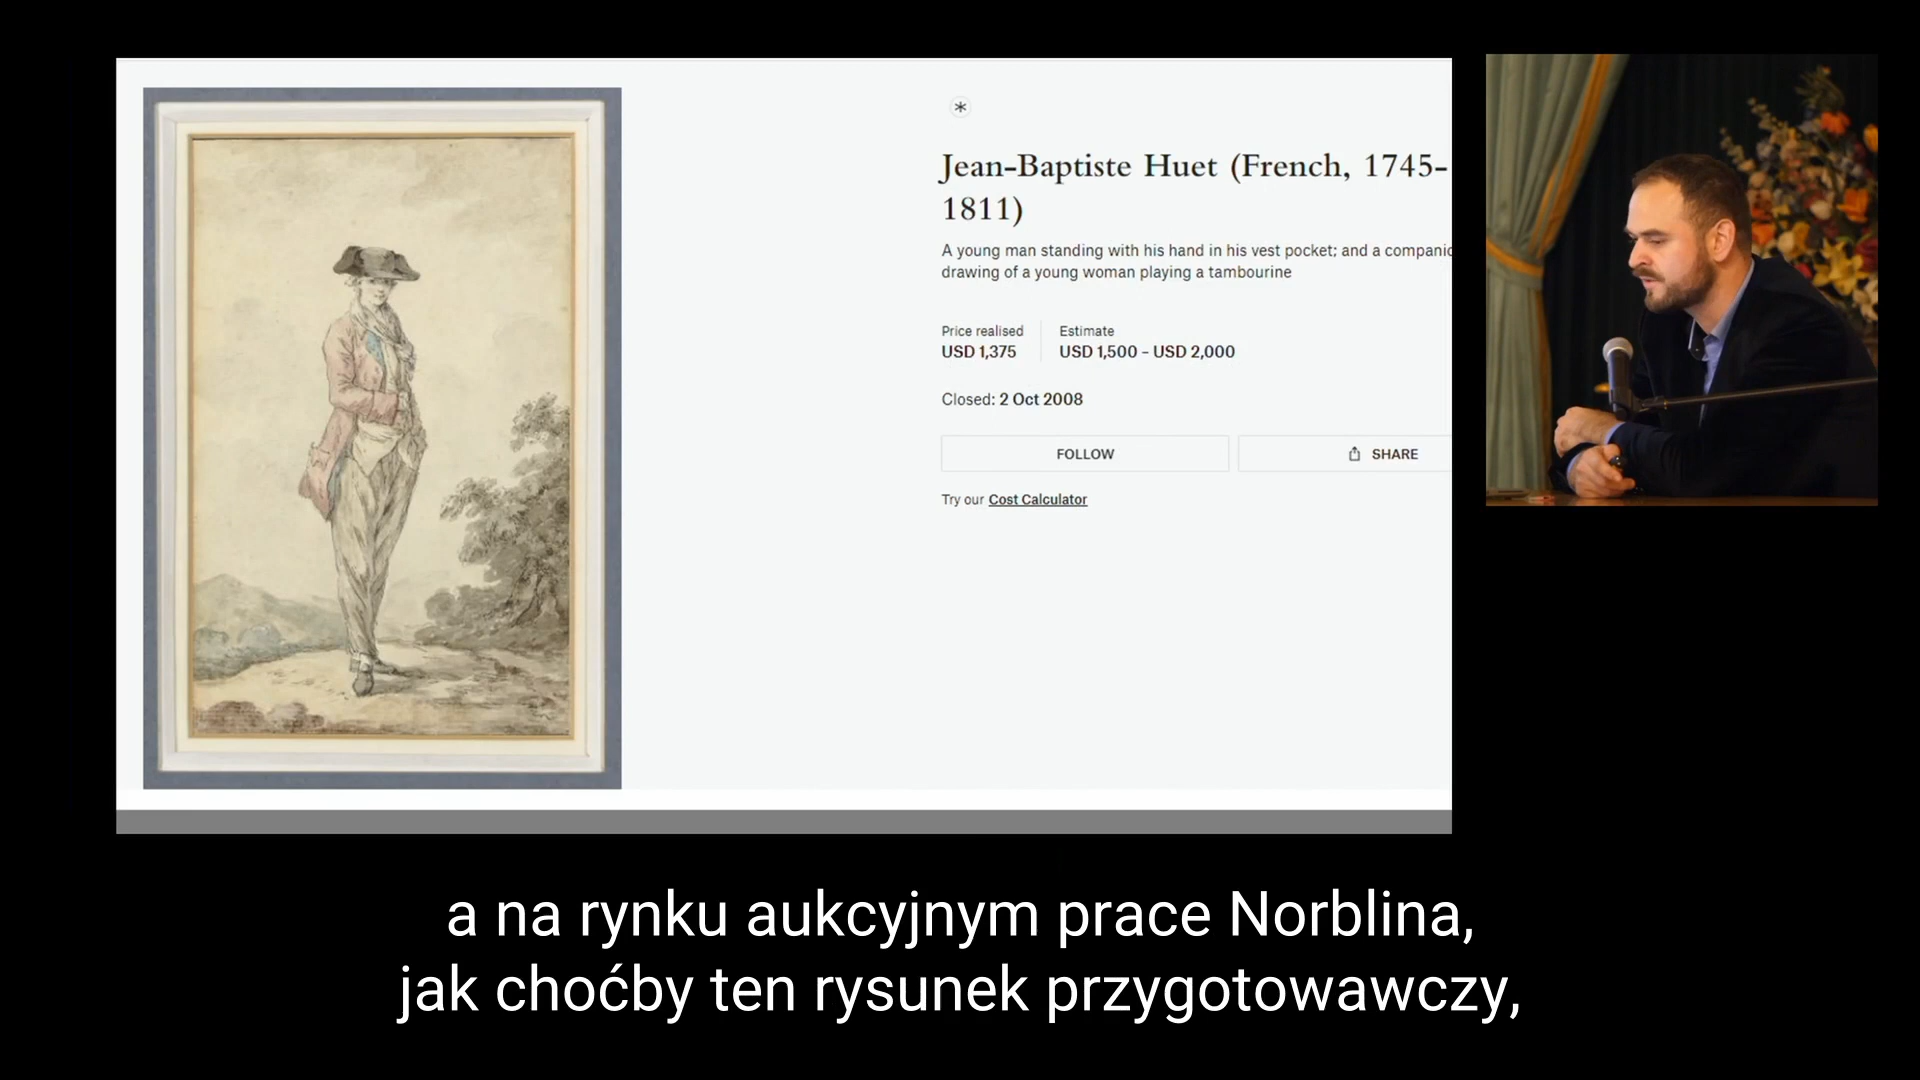 Jean-Baptiste Huet (French, 1745-
1811)
A young man standing with his hand in his vest pocket; and a
drawing of a young woman playing a tambourine
Price realised
USD 1,375
Estimate
USD 1,500 - USD 2,000
Closed: 2 Oct 2008
FOLLOW
SHARE
Try our Cost Calculator
a na rynku aukcyjnym prace Norblina,
jak choćby ten rysunek przygotowawczy,